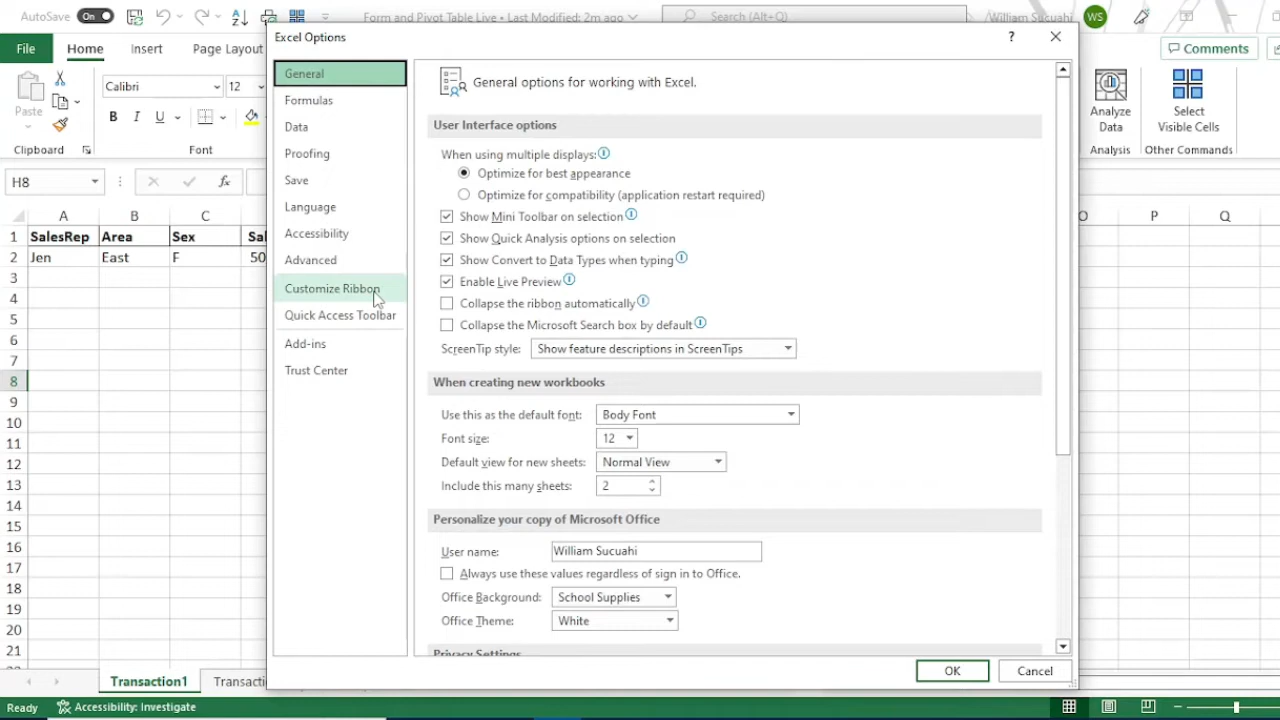 AutoSave On Form and Pivot Table Live • Last Modified: 2m ago Search (Alt+Q) William Sucuahi WS
File Home Insert Page Layout Comments
Calibri 12
Paste
B I U
Analyze Data
Select Visible Cells
Clipboard Font Analysis Other Commands
H8 fx
A B C O P Q
1 SalesRep Area Sex Sal
2 Jen East F 50
3
4
5
6
7
8
9
10
11
12
13
14
15
16
17
18
19
20
21
Excel Options ?
General
Formulas
Data
Proofing
Save
Language
Accessibility
Advanced
Customize Ribbon
Quick Access Toolbar
Add-ins
Trust Center
General options for working with Excel.
User Interface options
When using multiple displays:
Optimize for best appearance
Optimize for compatibility (application restart required)
Show Mini Toolbar on selection
Show Quick Analysis options on selection
Show Convert to Data Types when typing
Enable Live Preview
Collapse the ribbon automatically
Collapse the Microsoft Search box by default
ScreenTip style: Show feature descriptions in ScreenTips
When creating new workbooks
Use this as the default font: Body Font
Font size: 12
Default view for new sheets: Normal View
Include this many sheets: 2
Personalize your copy of Microsoft Office
User name: William Sucuahi
Always use these values regardless of sign in to Office.
Office Background: School Supplies
Office Theme: White
Privacy Settings
OK Cancel
Transaction1 Transacti
Ready Accessibility: Investigate